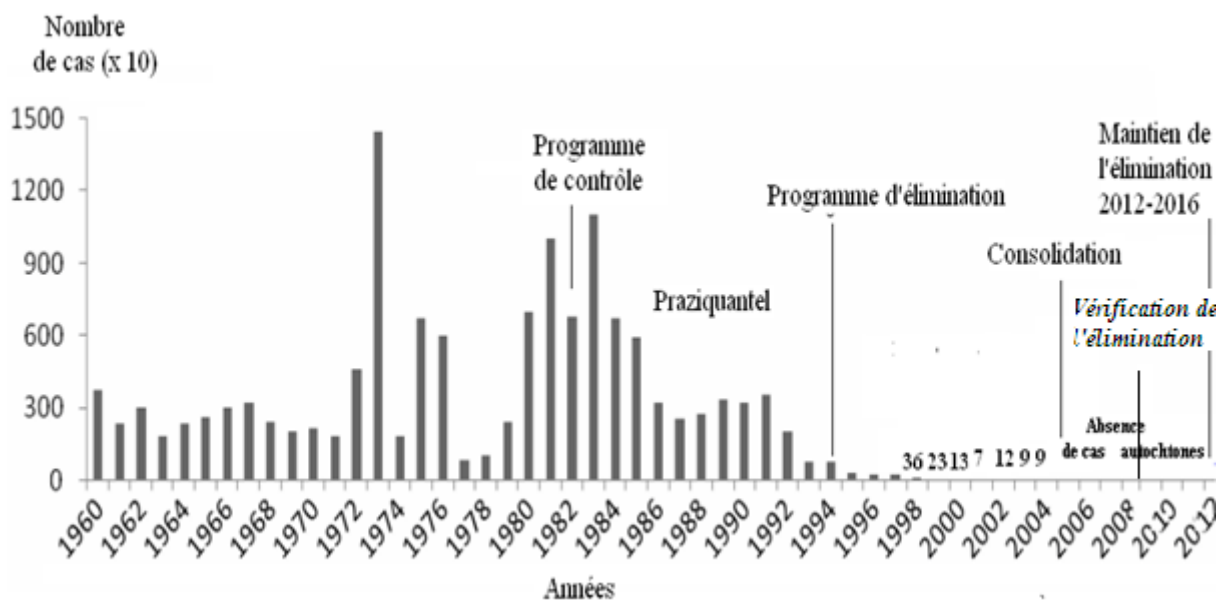 Nombre
de cas (x 10)
1500
1200
900
600
300
0
Programme
de contrôle
Praziquantel
Programme d'élimination
Consolidation
Maintien de
l'élimination
2012-2016
Vérification de
l'élimination
Absence
de cas autochtones
36 23 13 7 12 9 9
1960 1962 1964 1966 1968 1970 1972 1974 1976 1978 1980 1982 1984 1986 1988 1990 1992 1994 1996 1998 2000 2002 2004 2006 2008 2010 2012
Années